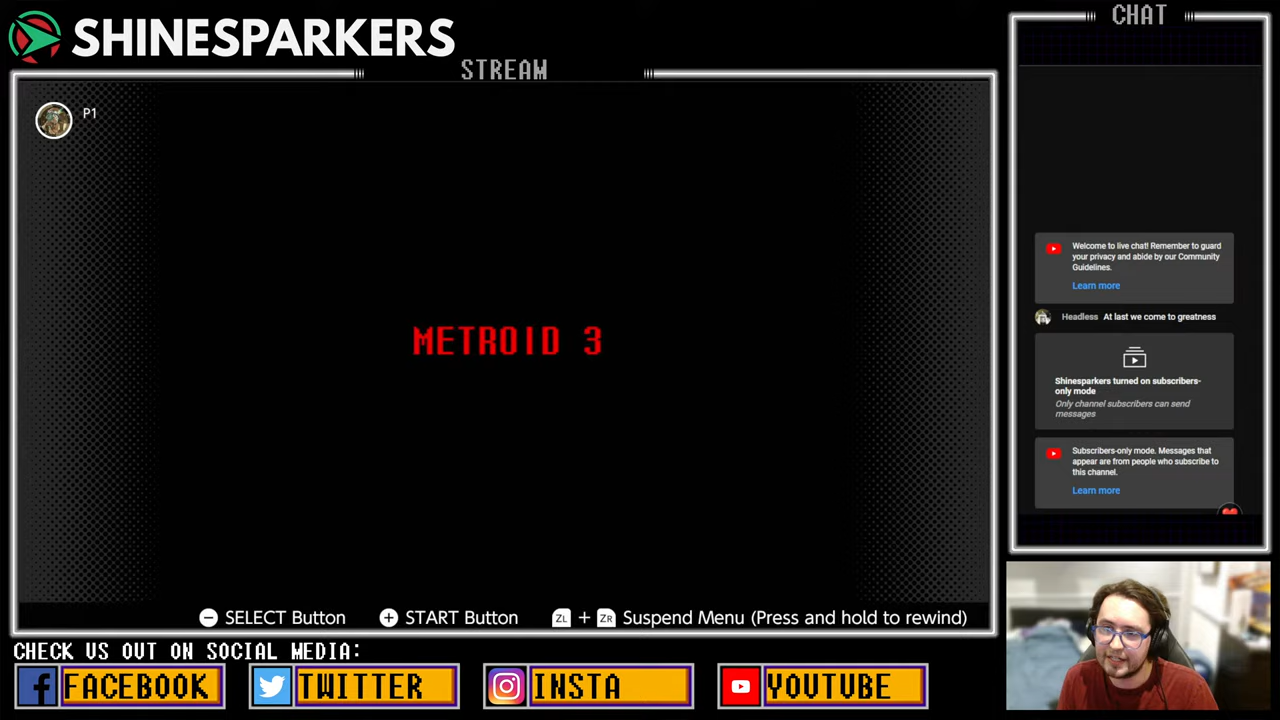 SHINESPARKERS
STREAM
CHAT
P1
METROID 3
SELECT Button
START Button
ZL + ZR Suspend Menu (Press and hold to rewind)
Welcome to live chat! Remember to guard
your privacy and abide by our Community
Guidelines.
Learn more
Headless At last we come to greatness
Shinesparkers turned on subscribers-
only mode
Only channel subscribers can send
messages
Subscribers-only mode. Messages that
appear are from people who subscribe to
this channel.
Learn more
CHECK US OUT ON SOCIAL MEDIA:
FACEBOOK
TWITTER
INSTA
YOUTUBE